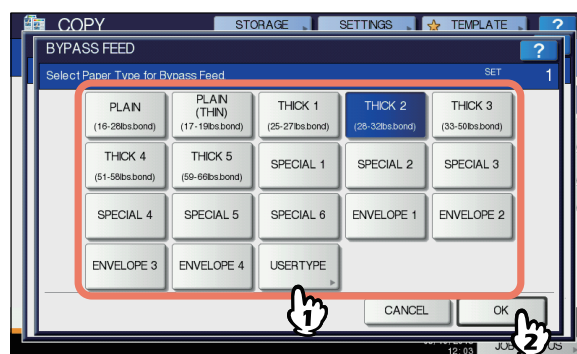 COPY STORAGE SETTINGS TEMPLATE ?
BYPASS FEED ?
Select Paper Type for Bypass Feed SET 1
PLAIN
(16-28lbs.bond)
PLAIN
(THIN)
(17-19lbs.bond)
THICK 1
(25-27lbs.bond)
THICK 2
(28-32lbs.bond)
THICK 3
(33-50lbs.bond)
THICK 4
(51-58lbs.bond)
THICK 5
(59-66lbs.bond)
SPECIAL 1
SPECIAL 2
SPECIAL 3
SPECIAL 4
SPECIAL 5
SPECIAL 6
ENVELOPE 1
ENVELOPE 2
ENVELOPE 3
ENVELOPE 4
USERTYPE
1
CANCEL
OK
2
12:03